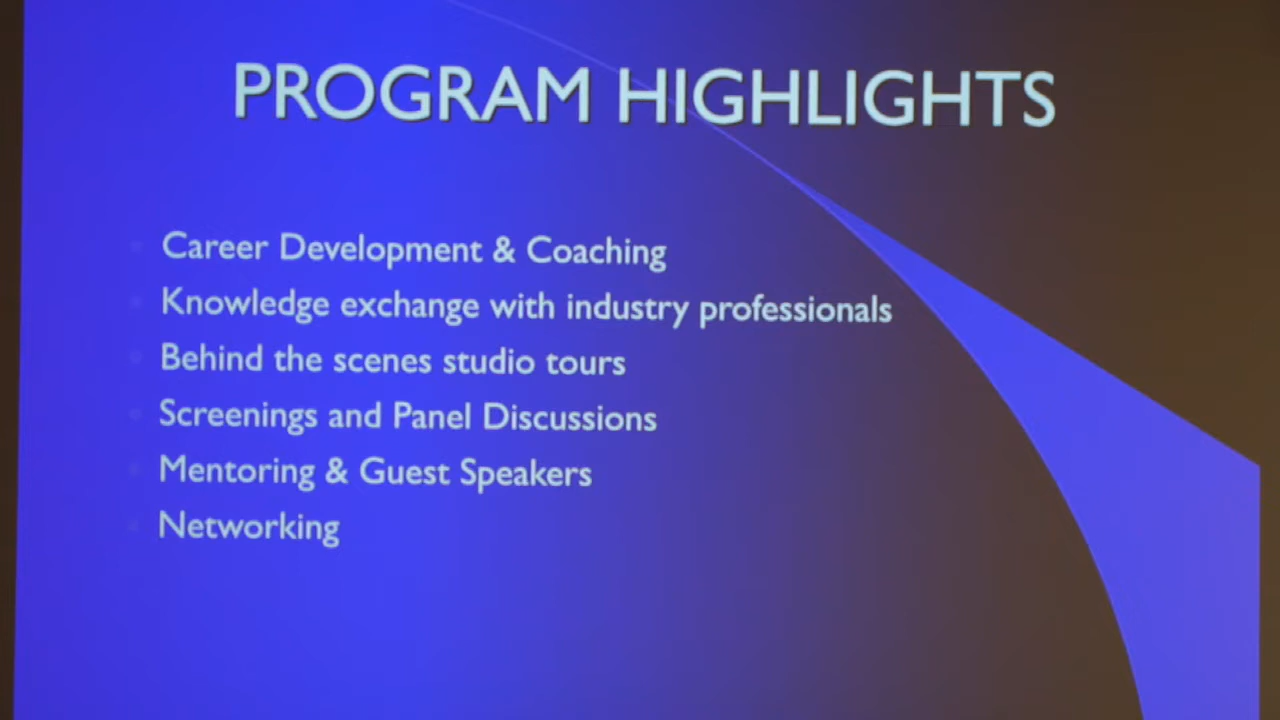 PROGRAM HIGHLIGHTS
Career Development & Coaching
Knowledge exchange with industry professionals
Behind the scenes studio tours
Screenings and Panel Discussions
Mentoring & Guest Speakers
Networking